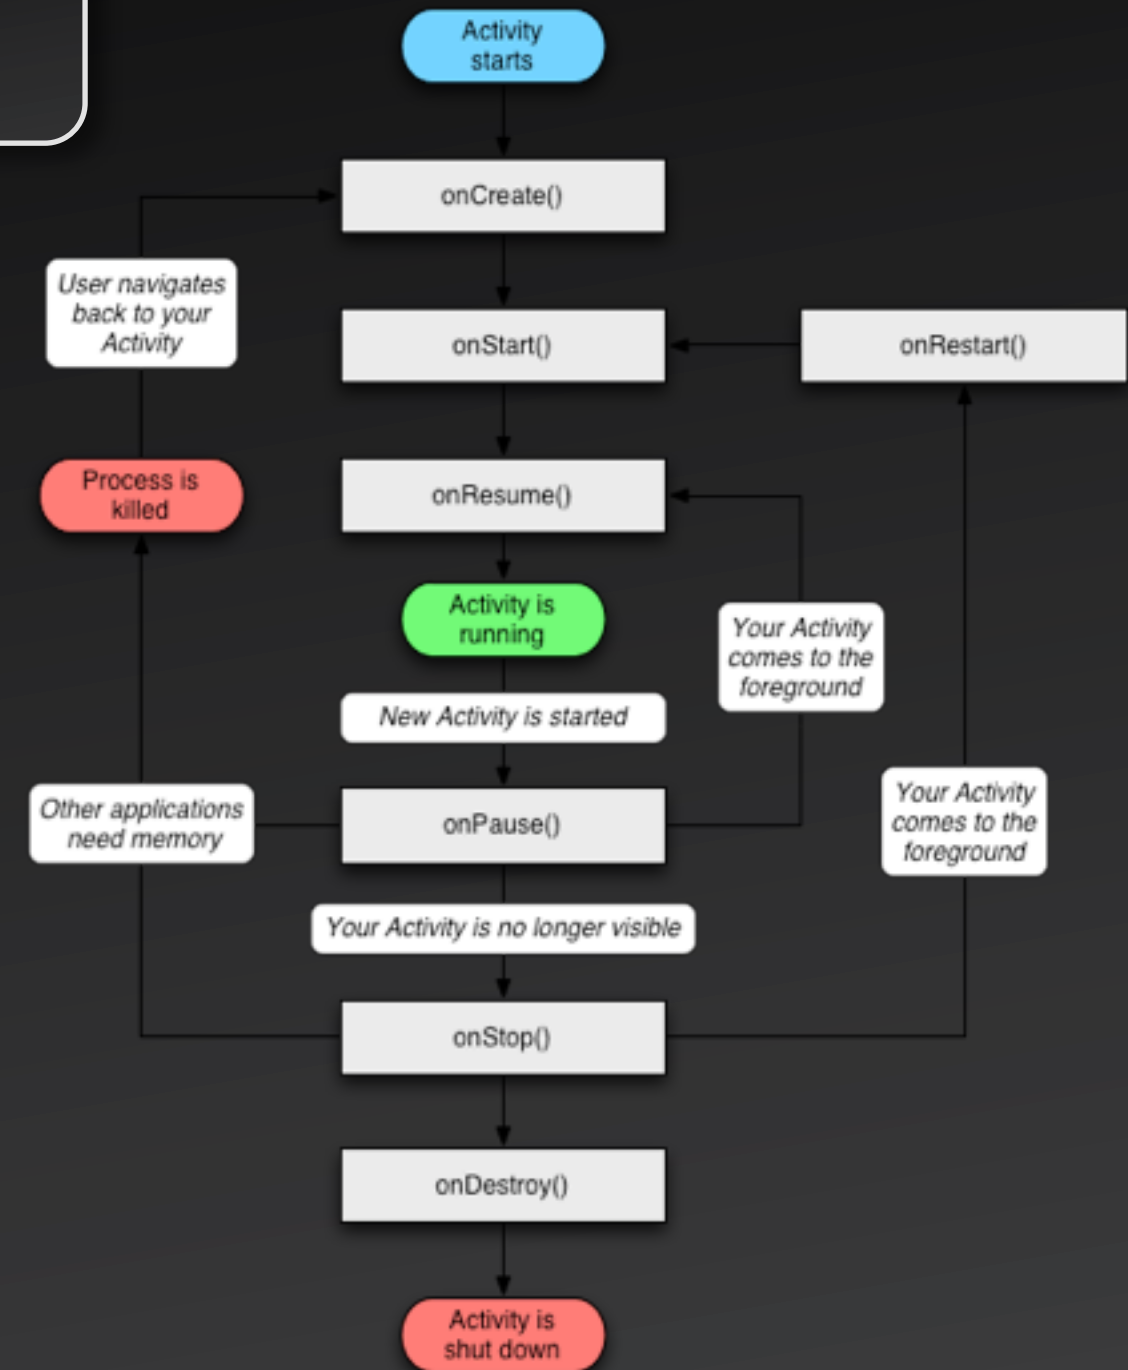 Activity
starts
onCreate()
User navigates
back to your
Activity
onStart()
onRestart()
Process is
killed
onResume()
Activity is
running
Your Activity
comes to the
foreground
New Activity is started
Other applications
need memory
onPause()
Your Activity
comes to the
foreground
Your Activity is no longer visible
onStop()
onDestroy()
Activity is
shut down